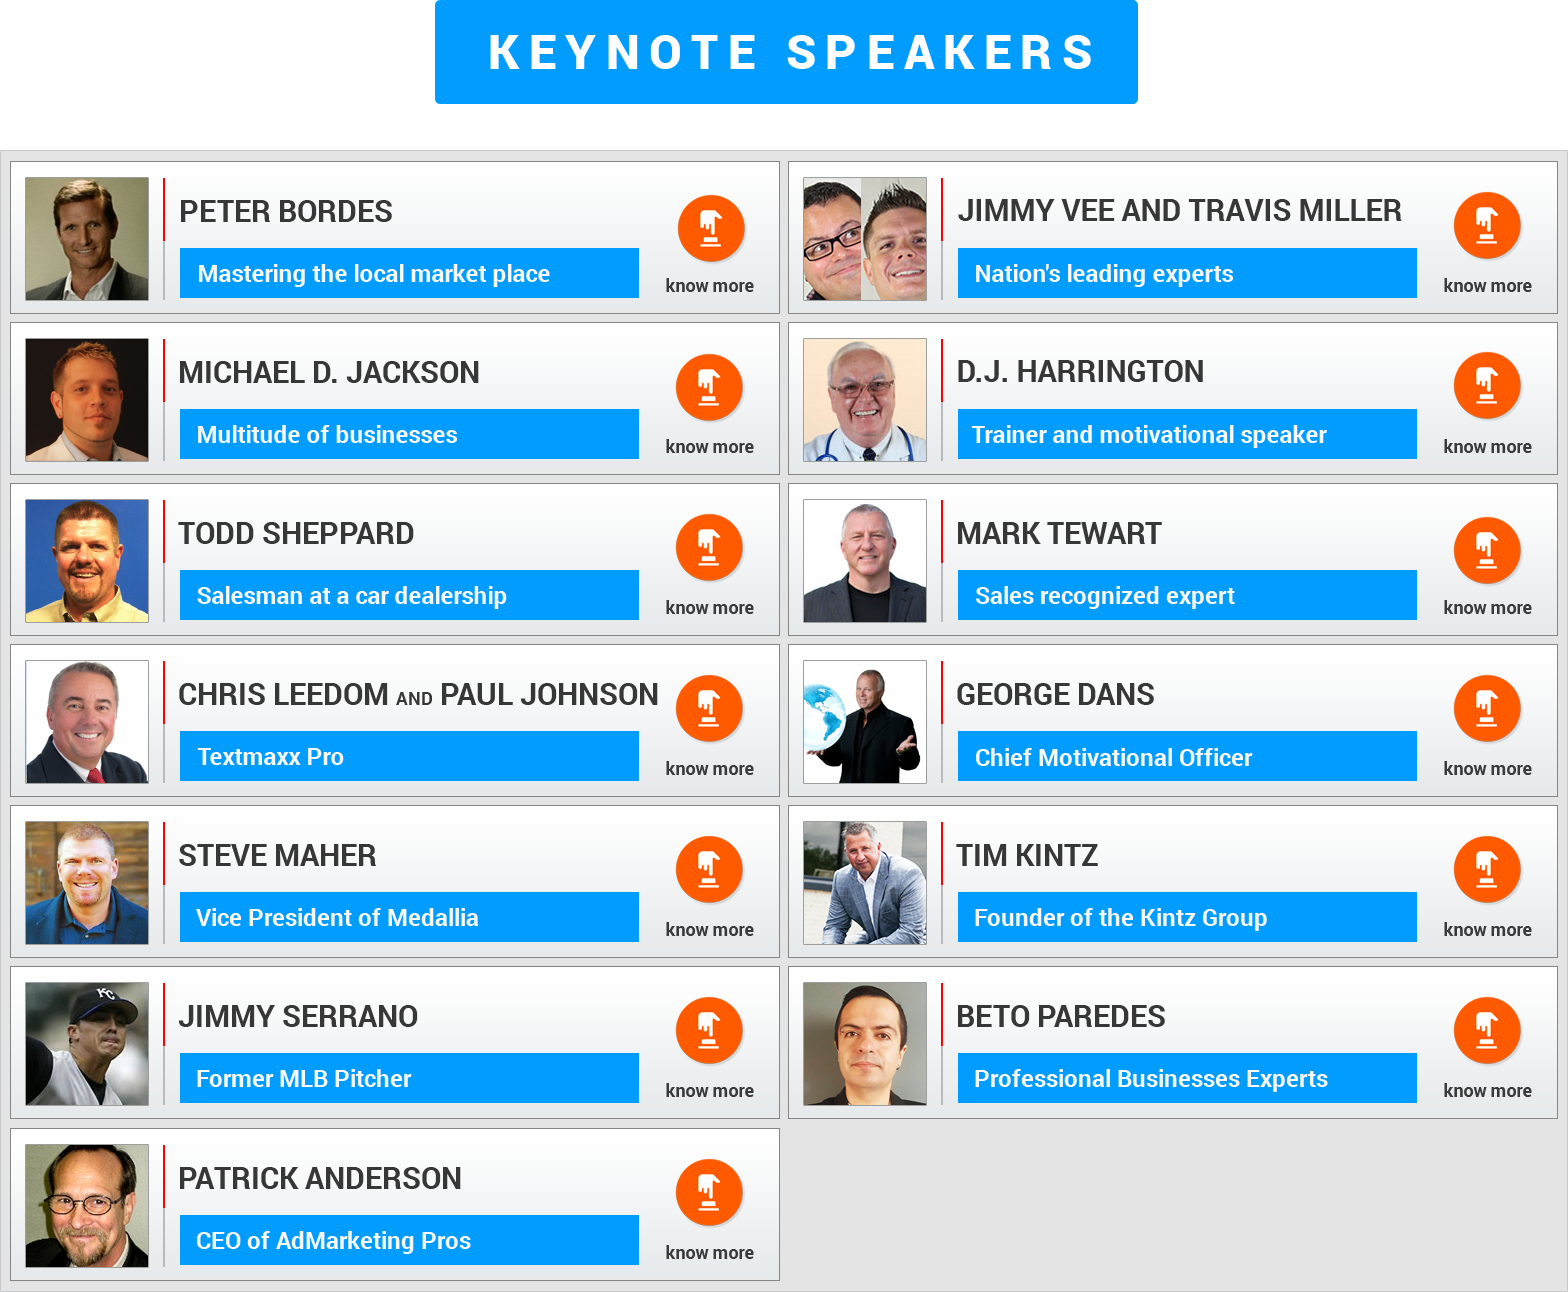 KEYNOTE SPEAKERS
PETER BORDES
Mastering the local market place
know more
JIMMY VEE AND TRAVIS MILLER
Nation's leading experts
know more
MICHAEL D. JACKSON
Multitude of businesses
know more
D.J. HARRINGTON
Trainer and motivational speaker
know more
TODD SHEPPARD
Salesman at a car dealership
know more
MARK TEWART
Sales recognized expert
know more
CHRIS LEEDOM AND PAUL JOHNSON
Textmaxx Pro
know more
GEORGE DANS
Chief Motivational Officer
know more
STEVE MAHER
Vice President of Medallia
know more
TIM KINTZ
Founder of the Kintz Group
know more
KC
JIMMY SERRANO
Former MLB Pitcher
know more
BETO PAREDES
Professional Businesses Experts
know more
PATRICK ANDERSON
CEO of AdMarketing Pros
know more